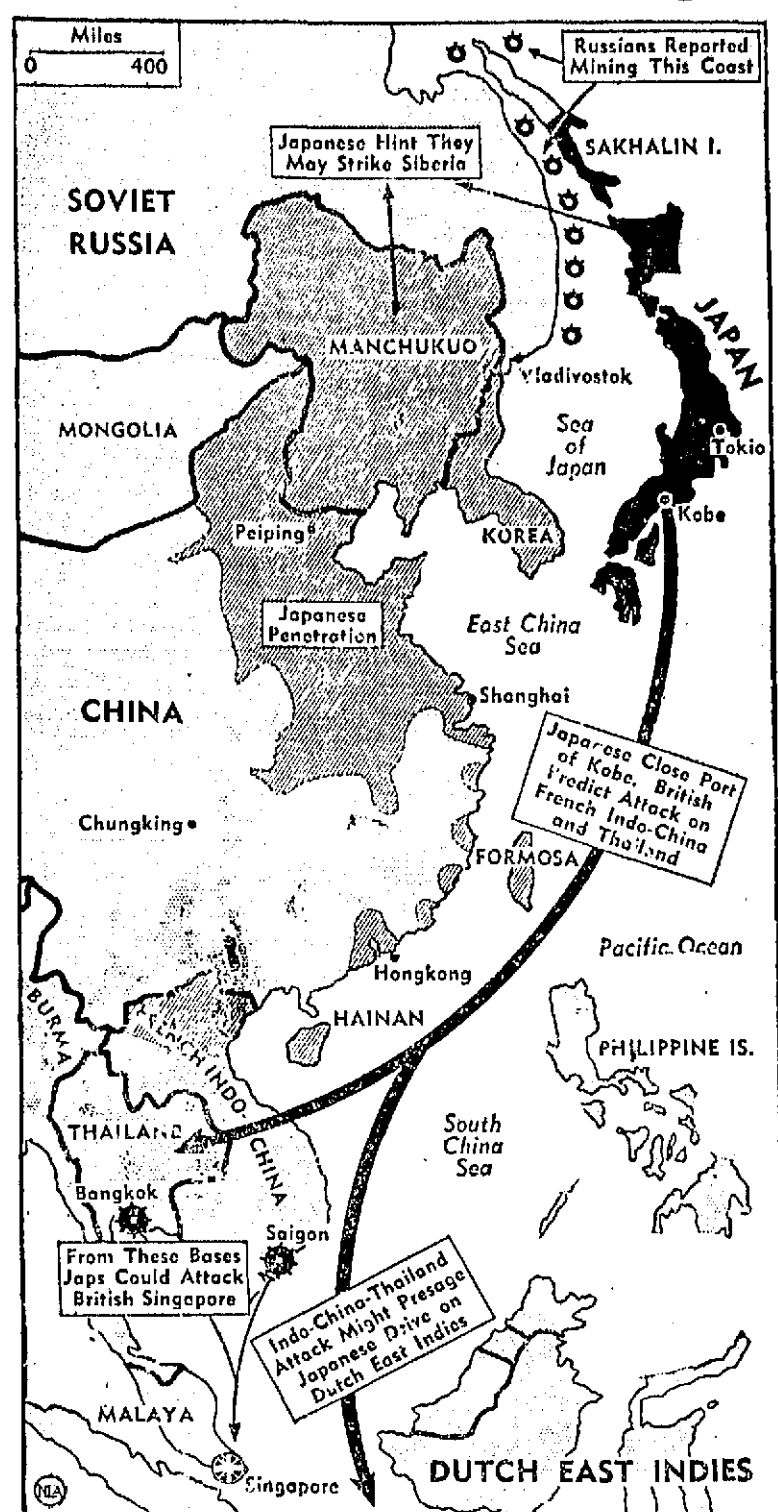 Miles
0 400
Russians Reported
Mining This Coast
Japanese Hint They
May Strike Siberia
SAKHALIN I.
SOVIET
RUSSIA
MANCHUKUO
JAPAN
Vladivostok
MONGOLIA
Sea
of
Japan
Tokio
Peiping
KOREA
Kobe
Japanese
Penetration
East China
Sea
CHINA
Shanghai
Japanese Close Port
of Kobe. British
Predict Attack on
French Indo-China
and Thailand
Chungking
FORMOSA
Pacific Ocean
Hongkong
HAINAN
BURMA
FRENCH INDO-CHINA
PHILIPPINE IS.
THAILAND
South
China
Sea
Bangkok
Saigon
From These Bases
Japs Could Attack
British Singapore
Indo-China-Thailand
Attack Might Presage
Japanese Drive on
Dutch East Indies
MALAYA
Singapore
DUTCH EAST INDIES
NEA